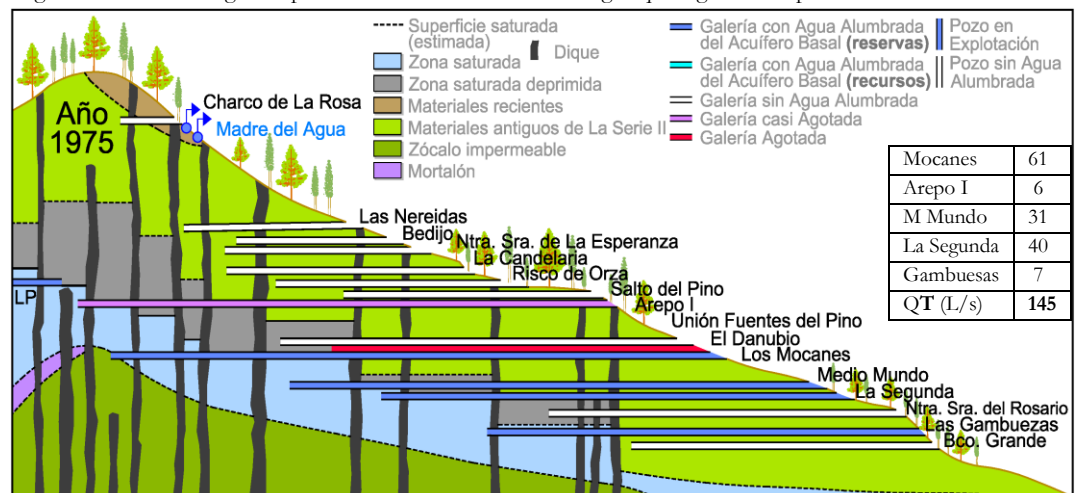 Superficie saturada
(estimada)
Dique
Zona saturada
Zona saturada deprimida
Materiales recientes
Materiales antiguos de La Serie II
Zócalo impermeable
Mortalón
Galería con Agua Alumbrada
del Acuífero Basal (reservas)
Galería con Agua Alumbrada
del Acuífero Basal (recursos)
Galería sin Agua Alumbrada
Galería casi Agotada
Galería Agotada
Pozo en
Explotación
Pozo sin Agua
Alumbrada
Año
1975
Charco de La Rosa
Madre del Agua
Mocanes 61
Arepo I 6
M Mundo 31
La Segunda 40
Gambuesas 7
QT (L/s) 145
Las Nereidas
Bedijo
Ntra. Sra. de La Esperanza
La Candelaria
Risco de Orza
Salto del Pino
Arepo I
LP
Unión Fuentes del Pino
El Danubio
Los Mocanes
Medio Mundo
La Segunda
Ntra. Sra. del Rosario
Las Gambuezas
Bco. Grande